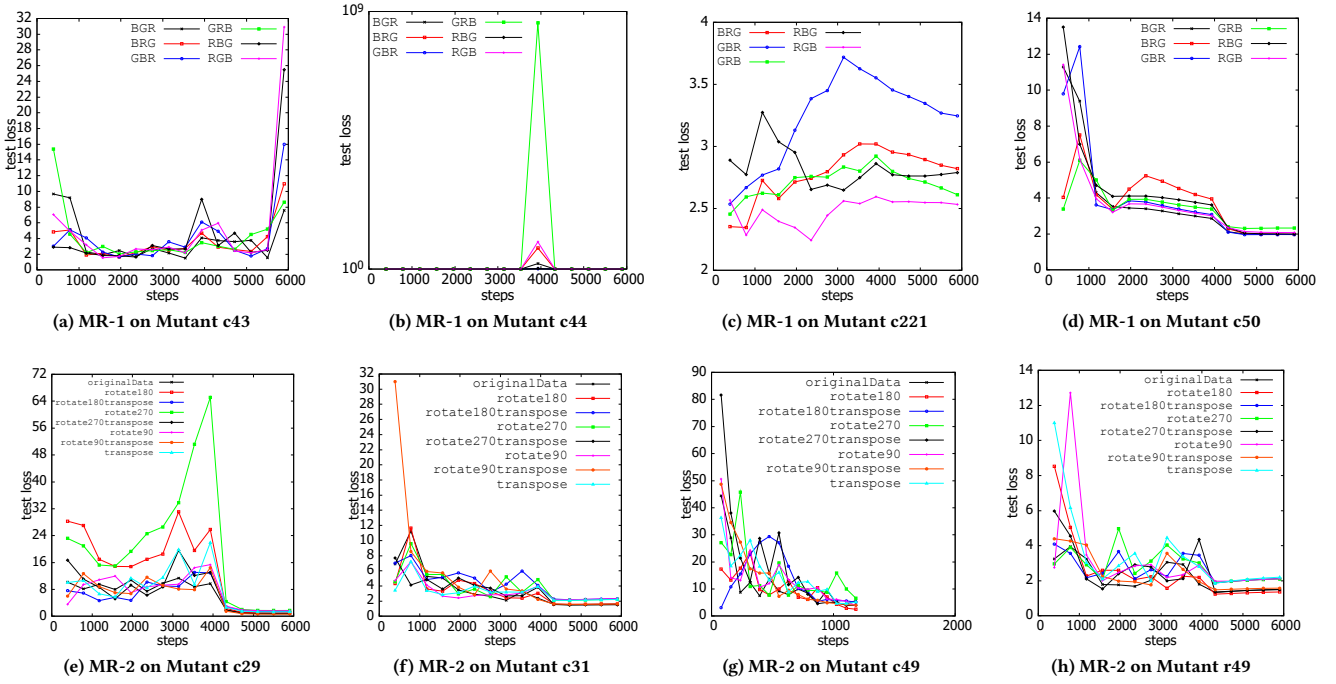 BGR GRB
BRG RBG
GBR RGB
test loss
32
30
28
26
24
22
20
18
16
14
12
10
8
6
4
2
0
0 1000 2000 3000 4000 5000 6000
steps
(a) MR-1 on Mutant c43
BGR GRB
BRG RBG
GBR RGB
test loss
10^9
10^0
0 1000 2000 3000 4000 5000 6000
steps
(b) MR-1 on Mutant c44
BRG RBG
GBR RGB
GRB
test loss
4
3.5
3
2.5
2
0 1000 2000 3000 4000 5000 6000
steps
(c) MR-1 on Mutant c221
BGR GRB
BRG RBG
GBR RGB
test loss
14
12
10
8
6
4
2
0
0 1000 2000 3000 4000 5000 6000
steps
(d) MR-1 on Mutant c50
originalData
rotate180
rotate180transpose
rotate270
rotate270transpose
rotate90
rotate90transpose
transpose
test loss
72
64
56
48
40
32
24
16
8
0
0 1000 2000 3000 4000 5000 6000
steps
(e) MR-2 on Mutant c29
originalData
rotate180
rotate180transpose
rotate270
rotate270transpose
rotate90
rotate90transpose
transpose
test loss
32
30
28
26
24
22
20
18
16
14
12
10
8
6
4
2
0
0 1000 2000 3000 4000 5000 6000
steps
(f) MR-2 on Mutant c31
originalData
rotate180
rotate180transpose
rotate270
rotate270transpose
rotate90
rotate90transpose
transpose
test loss
90
80
70
60
50
40
30
20
10
0
0 1000 2000
steps
(g) MR-2 on Mutant c49
originalData
rotate180
rotate180transpose
rotate270
rotate270transpose
rotate90
rotate90transpose
transpose
test loss
14
12
10
8
6
4
2
0
0 1000 2000 3000 4000 5000 6000
steps
(h) MR-2 on Mutant r49